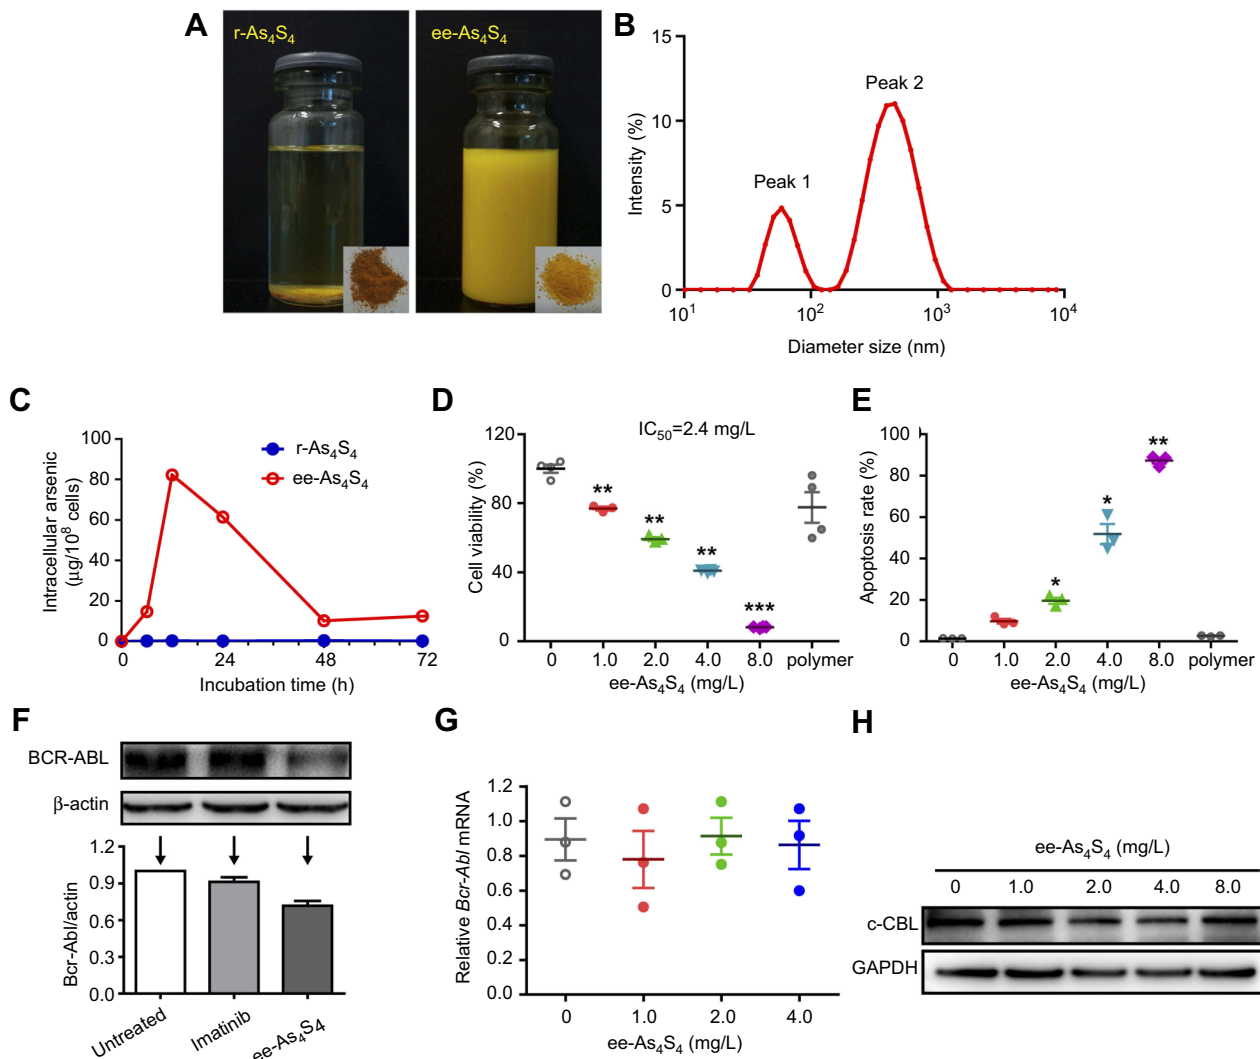 A
r-As4S4
ee-As4S4
B
15
10
5
0
Intensity (%)
Peak 1
Peak 2
10^1
10^2
10^3
10^4
Diameter size (nm)
C
Intracellular arsenic
(μg/10^8 cells)
100
80
60
40
20
0
r-As4S4
ee-As4S4
0
24
48
72
Incubation time (h)
D
IC50=2.4 mg/L
Cell viability (%)
120
80
40
0
**
**
**
***
0
1.0
2.0
4.0
8.0
polymer
ee-As4S4 (mg/L)
E
Apoptosis rate (%)
100
80
60
40
20
0
*
*
**
0
1.0
2.0
4.0
8.0
polymer
ee-As4S4 (mg/L)
F
BCR-ABL
β-actin
Bcr-Abl/actin
1.2
0.9
0.6
0.3
0.0
Untreated
Imatinib
ee-As4S4
G
Relative Bcr-Abl mRNA
1.2
1.0
0.8
0.6
0.4
0.2
0.0
0
1.0
2.0
4.0
ee-As4S4 (mg/L)
H
ee-As4S4 (mg/L)
0
1.0
2.0
4.0
8.0
c-CBL
GAPDH